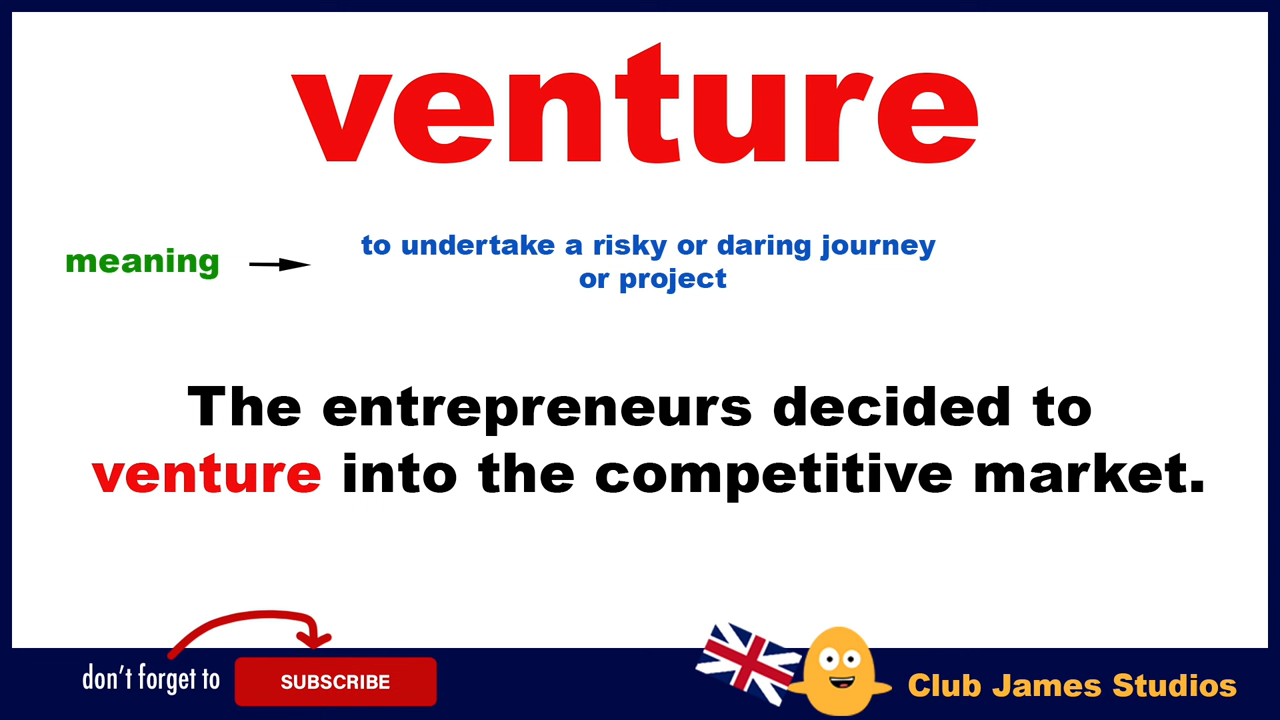 venture
meaning
to undertake a risky or daring journey
or project
The entrepreneurs decided to
venture into the competitive market.
don't forget to
SUBSCRIBE
Club James Studios